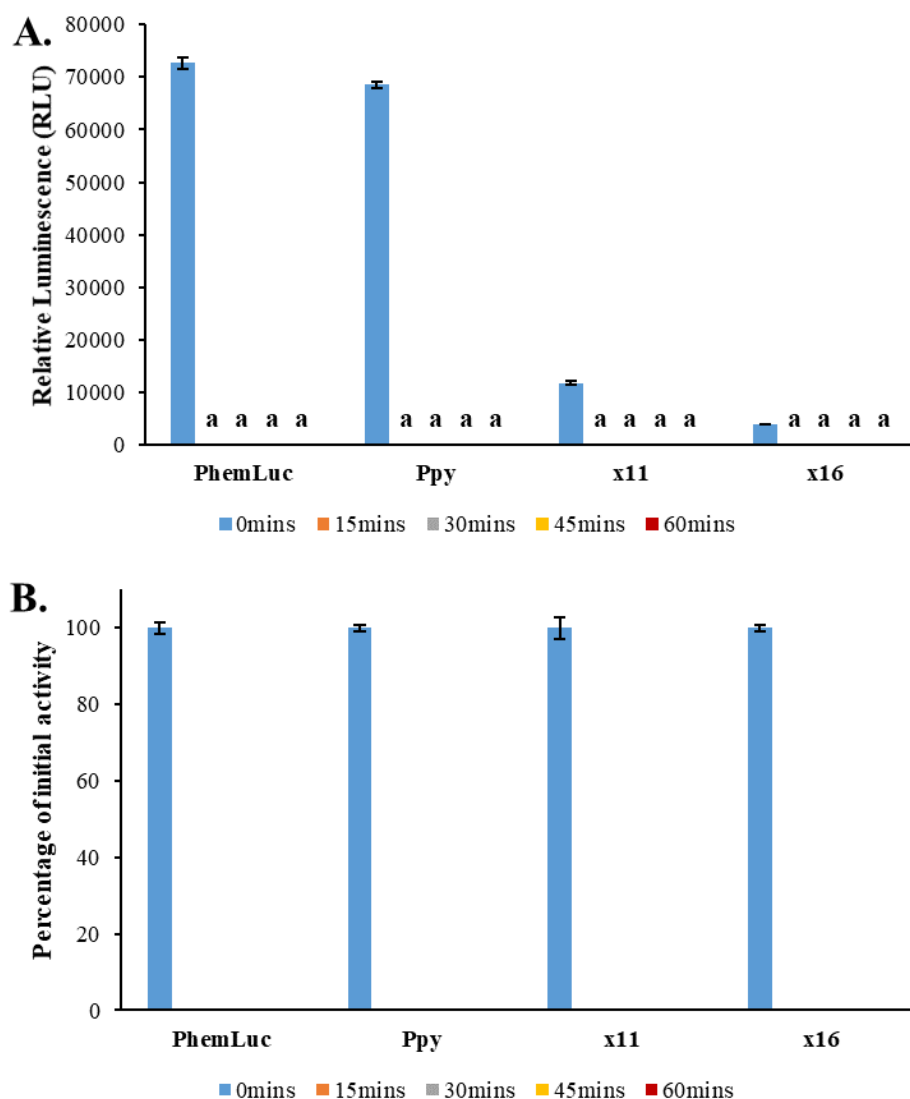 A.
Relative Luminescence (RLU)
80000
70000
60000
50000
40000
30000
20000
10000
0
a a a a a a a a a a a a a a a a
PhemLuc Ppy x11 x16
0mins 15mins 30mins 45mins 60mins
B.
Percentage of initial activity
100
80
60
40
20
0
PhemLuc Ppy x11 x16
0mins 15mins 30mins 45mins 60mins